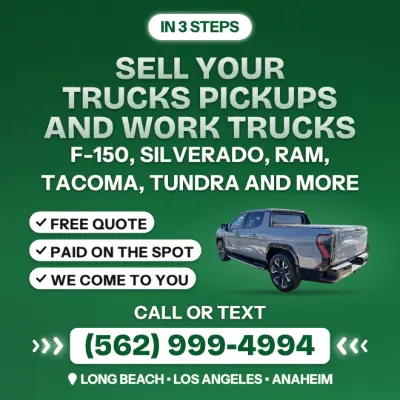 IN 3 STEPS
SELL YOUR
TRUCKS PICKUPS
AND WORK TRUCKS
F-150, SILVERADO, RAM,
TACOMA, TUNDRA AND MORE
FREE QUOTE
PAID ON THE SPOT
WE COME TO YOU
CALL OR TEXT
(562) 999-4994
LONG BEACH • LOS ANGELES • ANAHEIM